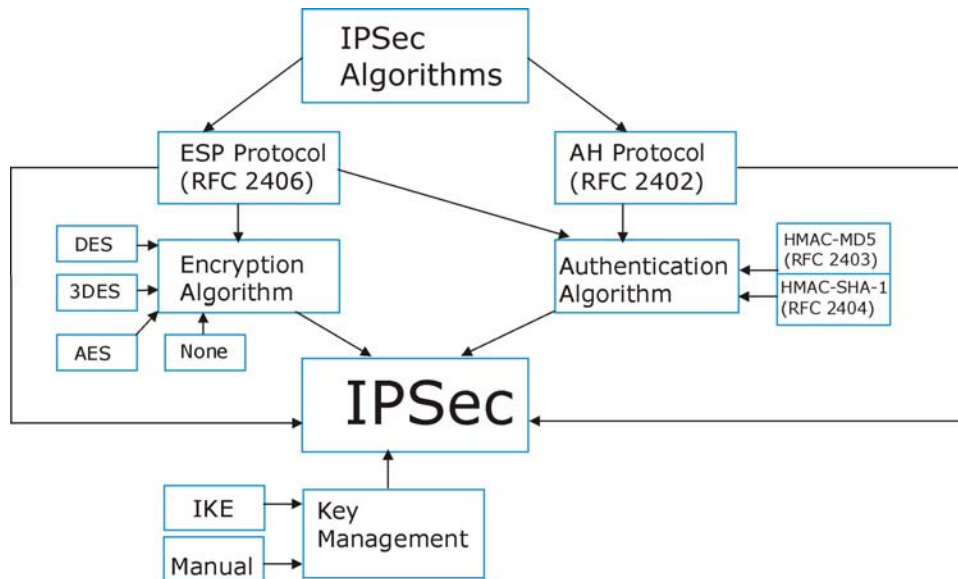 IPSec
Algorithms
ESP Protocol
(RFC 2406)
AH Protocol
(RFC 2402)
DES
3DES
AES
None
Encryption
Algorithm
Authentication
Algorithm
HMAC-MD5
(RFC 2403)
HMAC-SHA-1
(RFC 2404)
IPSec
IKE
Manual
Key
Management